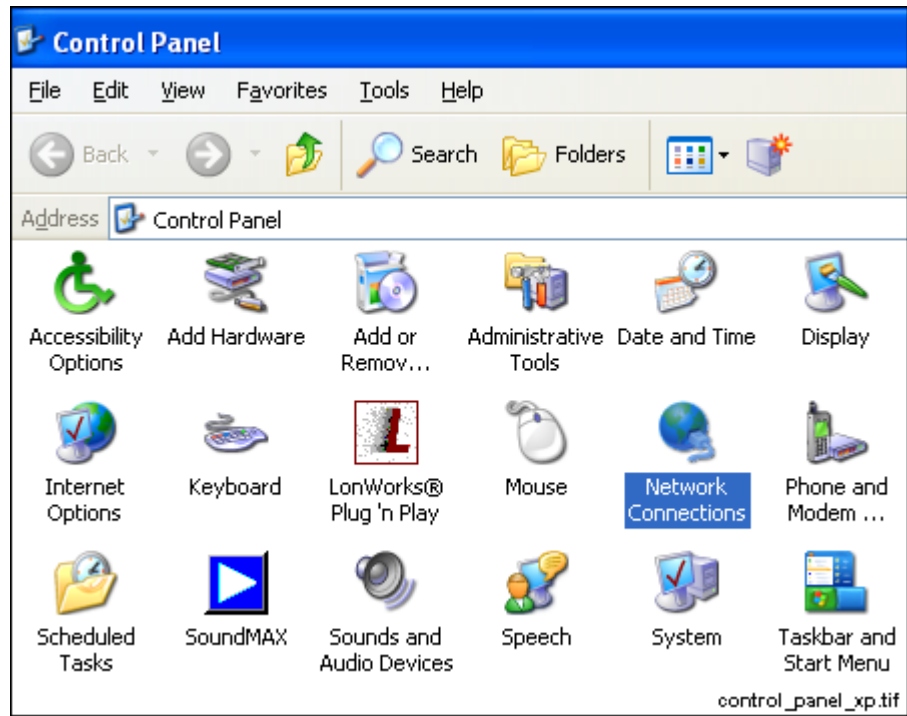 Control Panel
File Edit View Favorites Tools Help
Back Search Folders
Address Control Panel
Accessibility Options
Add Hardware
Add or Remov...
Administrative Tools
Date and Time
Display
Internet Options
Keyboard
L
LonWorks® Plug 'n Play
Mouse
Network Connections
Phone and Modem ...
Scheduled Tasks
SoundMAX
Sounds and Audio Devices
Speech
System
Taskbar and Start Menu
control_panel_xp.tif